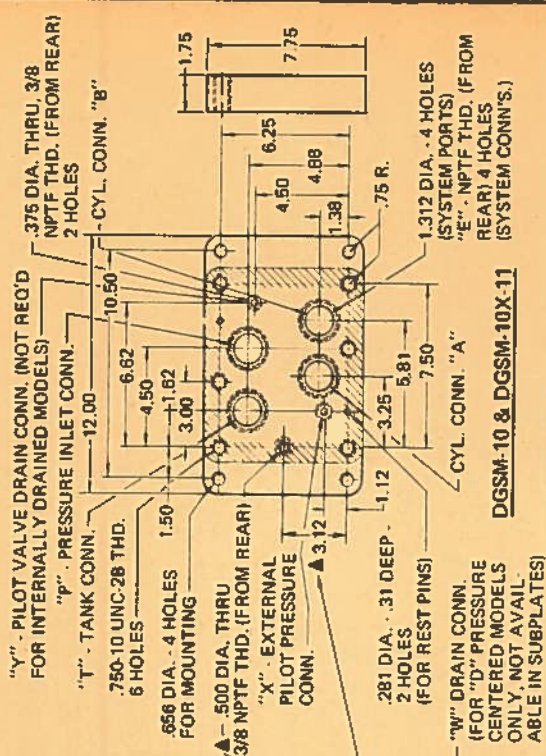 "Y" - PILOT VALVE DRAIN CONN. (NOT REQ'D
FOR INTERNALLY DRAINED MODELS)
"P" - PRESSURE INLET CONN.
"T" - TANK CONN.
.750-10 UNC-2B THD.
6 HOLES
.656 DIA. - 4 HOLES
FOR MOUNTING
▲ - .500 DIA. THRU
3/8 NPTF THD. (FROM REAR)
"X" - EXTERNAL
PILOT PRESSURE
CONN.
.281 DIA. - .31 DEEP -
2 HOLES
(FOR REST PINS)
"W" DRAIN CONN.
(FOR "D" PRESSURE
CENTERED MODELS
ONLY, NOT AVAIL-
ABLE IN SUBPLATES)
.375 DIA. THRU, 3/8
NPTF THD. (FROM REAR)
2 HOLES
CYL. CONN. "B"
12.00
10.50
6.62
4.50
1.62
3.00
1.50
1.75
7.75
6.25
4.88
4.50
1.38
.75 R.
1.12
▲ 3.12
3.25
5.81
7.50
1.312 DIA. - 4 HOLES
(SYSTEM PORTS)
"E" - NPTF THD. (FROM
REAR) 4 HOLES
(SYSTEM CONN'S.)
CYL. CONN. "A"
DGSM-10 & DGSM-10X-11